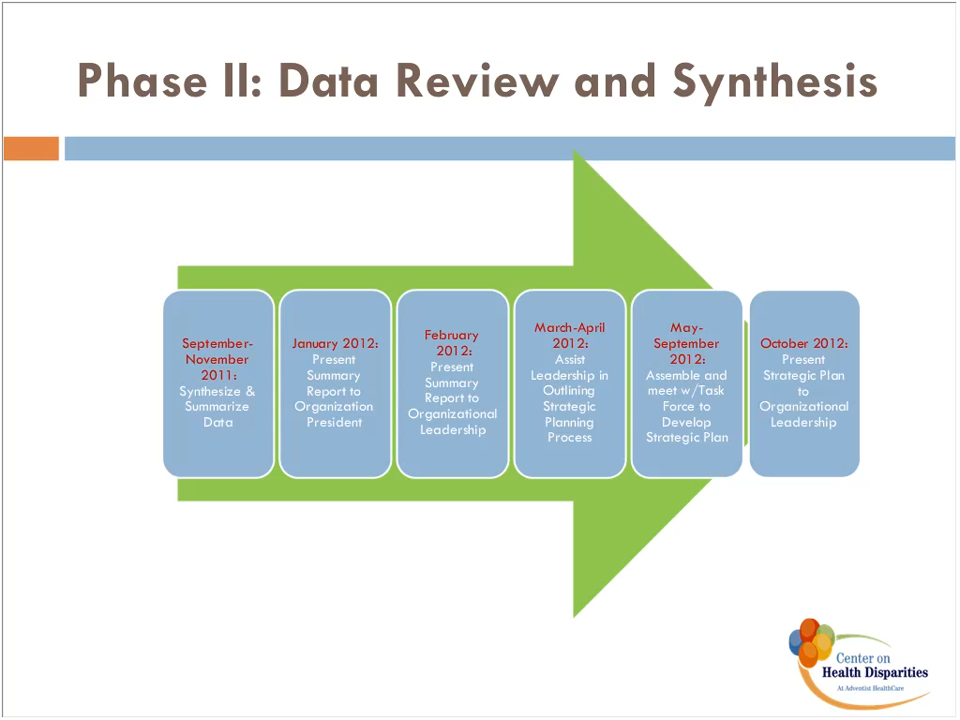 Phase II: Data Review and Synthesis
September-
November
2011:
Synthesize &
Summarize
Data
January 2012:
Present
Summary
Report to
Organization
President
February
2012:
Present
Summary
Report to
Organizational
Leadership
March-April
2012:
Assist
Leadership in
Outlining
Strategic
Planning
Process
May-
September
2012:
Assemble and
meet w/Task
Force to
Develop
Strategic Plan
October 2012:
Present
Strategic Plan
to
Organizational
Leadership
Center on
Health Disparities
At Adventist HealthCare